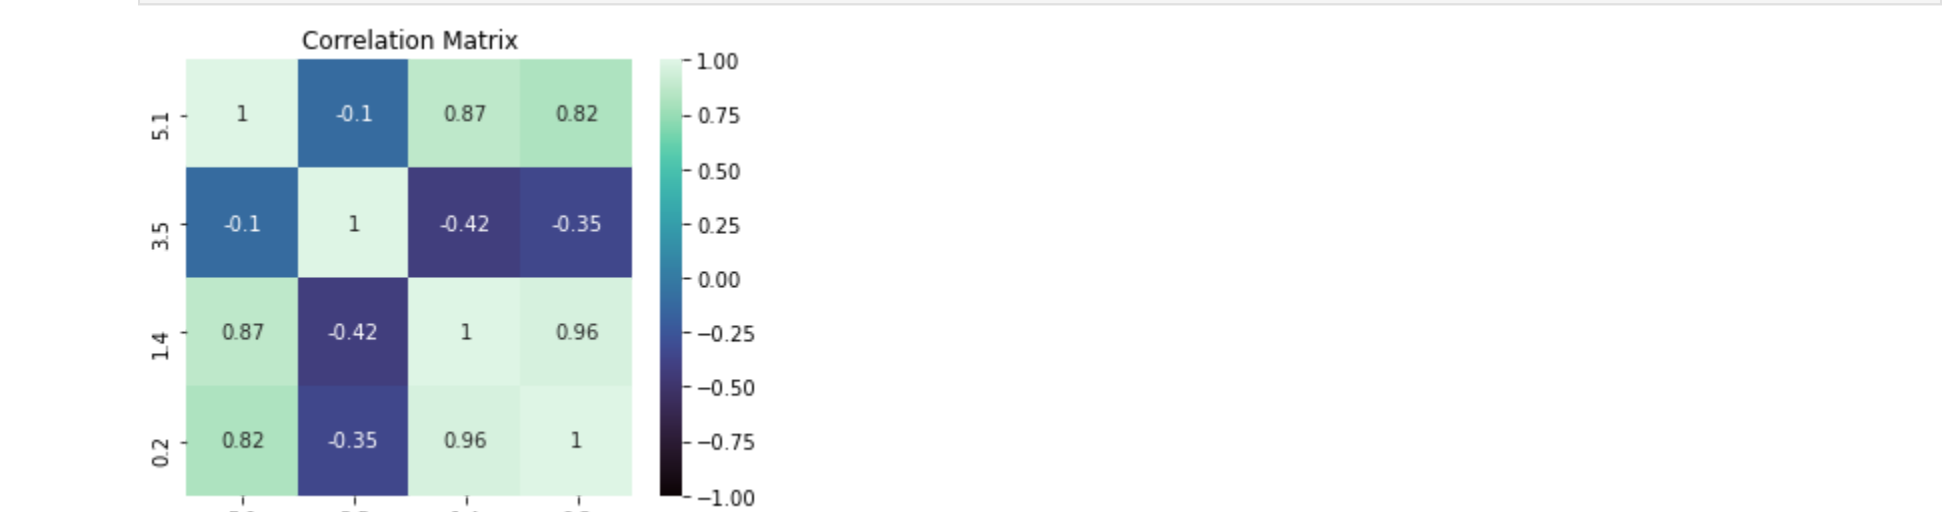 Correlation Matrix
1.00
5.1 1 -0.1 0.87 0.82 0.75
0.50
3.5 -0.1 1 -0.42 -0.35 0.25
0.00
1.4 0.87 -0.42 1 0.96 −0.25
−0.50
0.2 0.82 -0.35 0.96 1 −0.75
−1.00